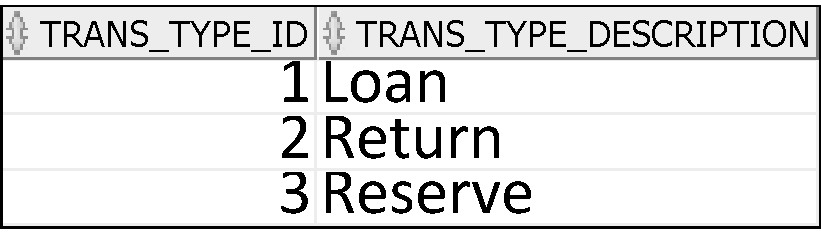 TRANS_TYPE_ID TRANS_TYPE_DESCRIPTION
1 Loan
2 Return
3 Reserve